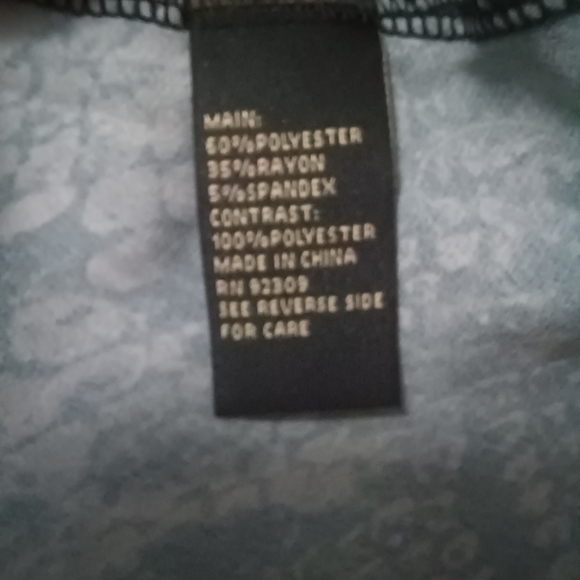 MAIN:
60%POLYESTER
35%RAYON
5%SPANDEX
CONTRAST:
100%POLYESTER
MADE IN CHINA
RN 92309
SEE REVERSE SIDE
FOR CARE